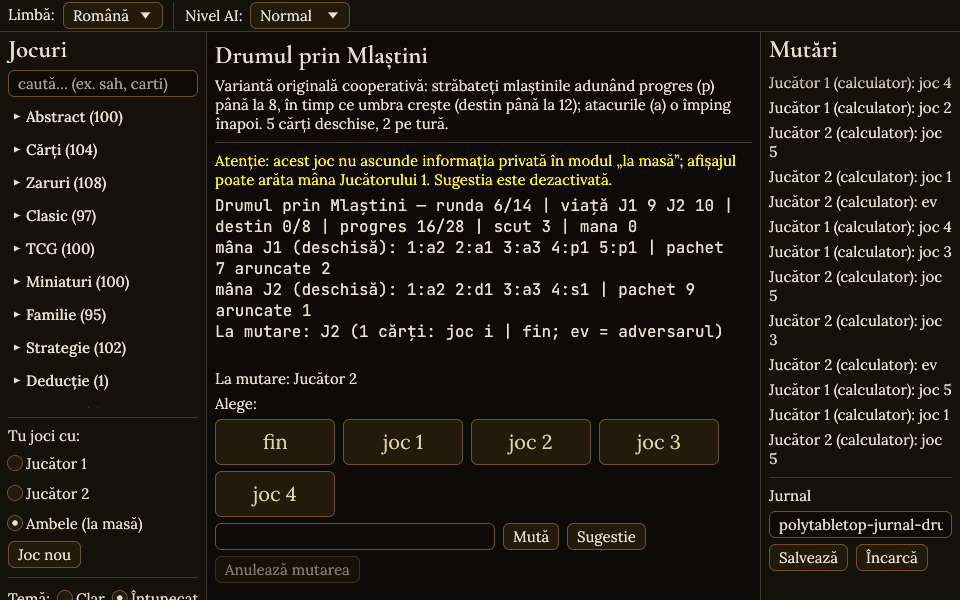 Limbă: Română ▼ Nivel AI: Normal ▼
Jocuri
caută... (ex. sah, carti)
▸ Abstract (100)
▸ Cărți (104)
▸ Zaruri (108)
▸ Clasic (97)
▸ TCG (100)
▸ Miniaturi (100)
▸ Familie (95)
▸ Strategie (102)
▸ Deducție (1)
Tu joci cu:
Jucător 1
Jucător 2
Ambele (la masă)
Joc nou
Temă: Clar Întunecat
Drumul prin Mlaștini
Variantă originală cooperativă: străbateți mlaștinile adunând progres (p)
până la 8, în timp ce umbra crește (destin până la 12); atacurile (a) o împing
înapoi. 5 cărți deschise, 2 pe tură.
Atenție: acest joc nu ascunde informația privată în modul „la masă”; afișajul
poate arăta mâna Jucătorului 1. Sugestia este dezactivată.
Drumul prin Mlaștini — runda 6/14 | viață J1 9 J2 10 |
destin 0/8 | progres 16/28 | scut 3 | mana 0
mâna J1 (deschisă): 1:a2 2:a1 3:a3 4:p1 5:p1 | pachet
7 aruncate 2
mâna J2 (deschisă): 1:a2 2:d1 3:a3 4:s1 | pachet 9
aruncate 1
La mutare: J2 (1 cărți: joc i | fin; ev = adversarul)
La mutare: Jucător 2
Alege:
fin joc 1 joc 2 joc 3
joc 4
Mută Sugestie
Anulează mutarea
Mutări
Jucător 1 (calculator): joc 4
Jucător 1 (calculator): joc 2
Jucător 2 (calculator): joc
5
Jucător 2 (calculator): joc 1
Jucător 2 (calculator): ev
Jucător 1 (calculator): joc 4
Jucător 1 (calculator): joc 3
Jucător 2 (calculator): joc
5
Jucător 2 (calculator): joc
3
Jucător 2 (calculator): ev
Jucător 1 (calculator): joc 5
Jucător 1 (calculator): joc 1
Jucător 2 (calculator): joc
5
Jurnal
polytabletop-jurnal-dru
Salvează Încarcă